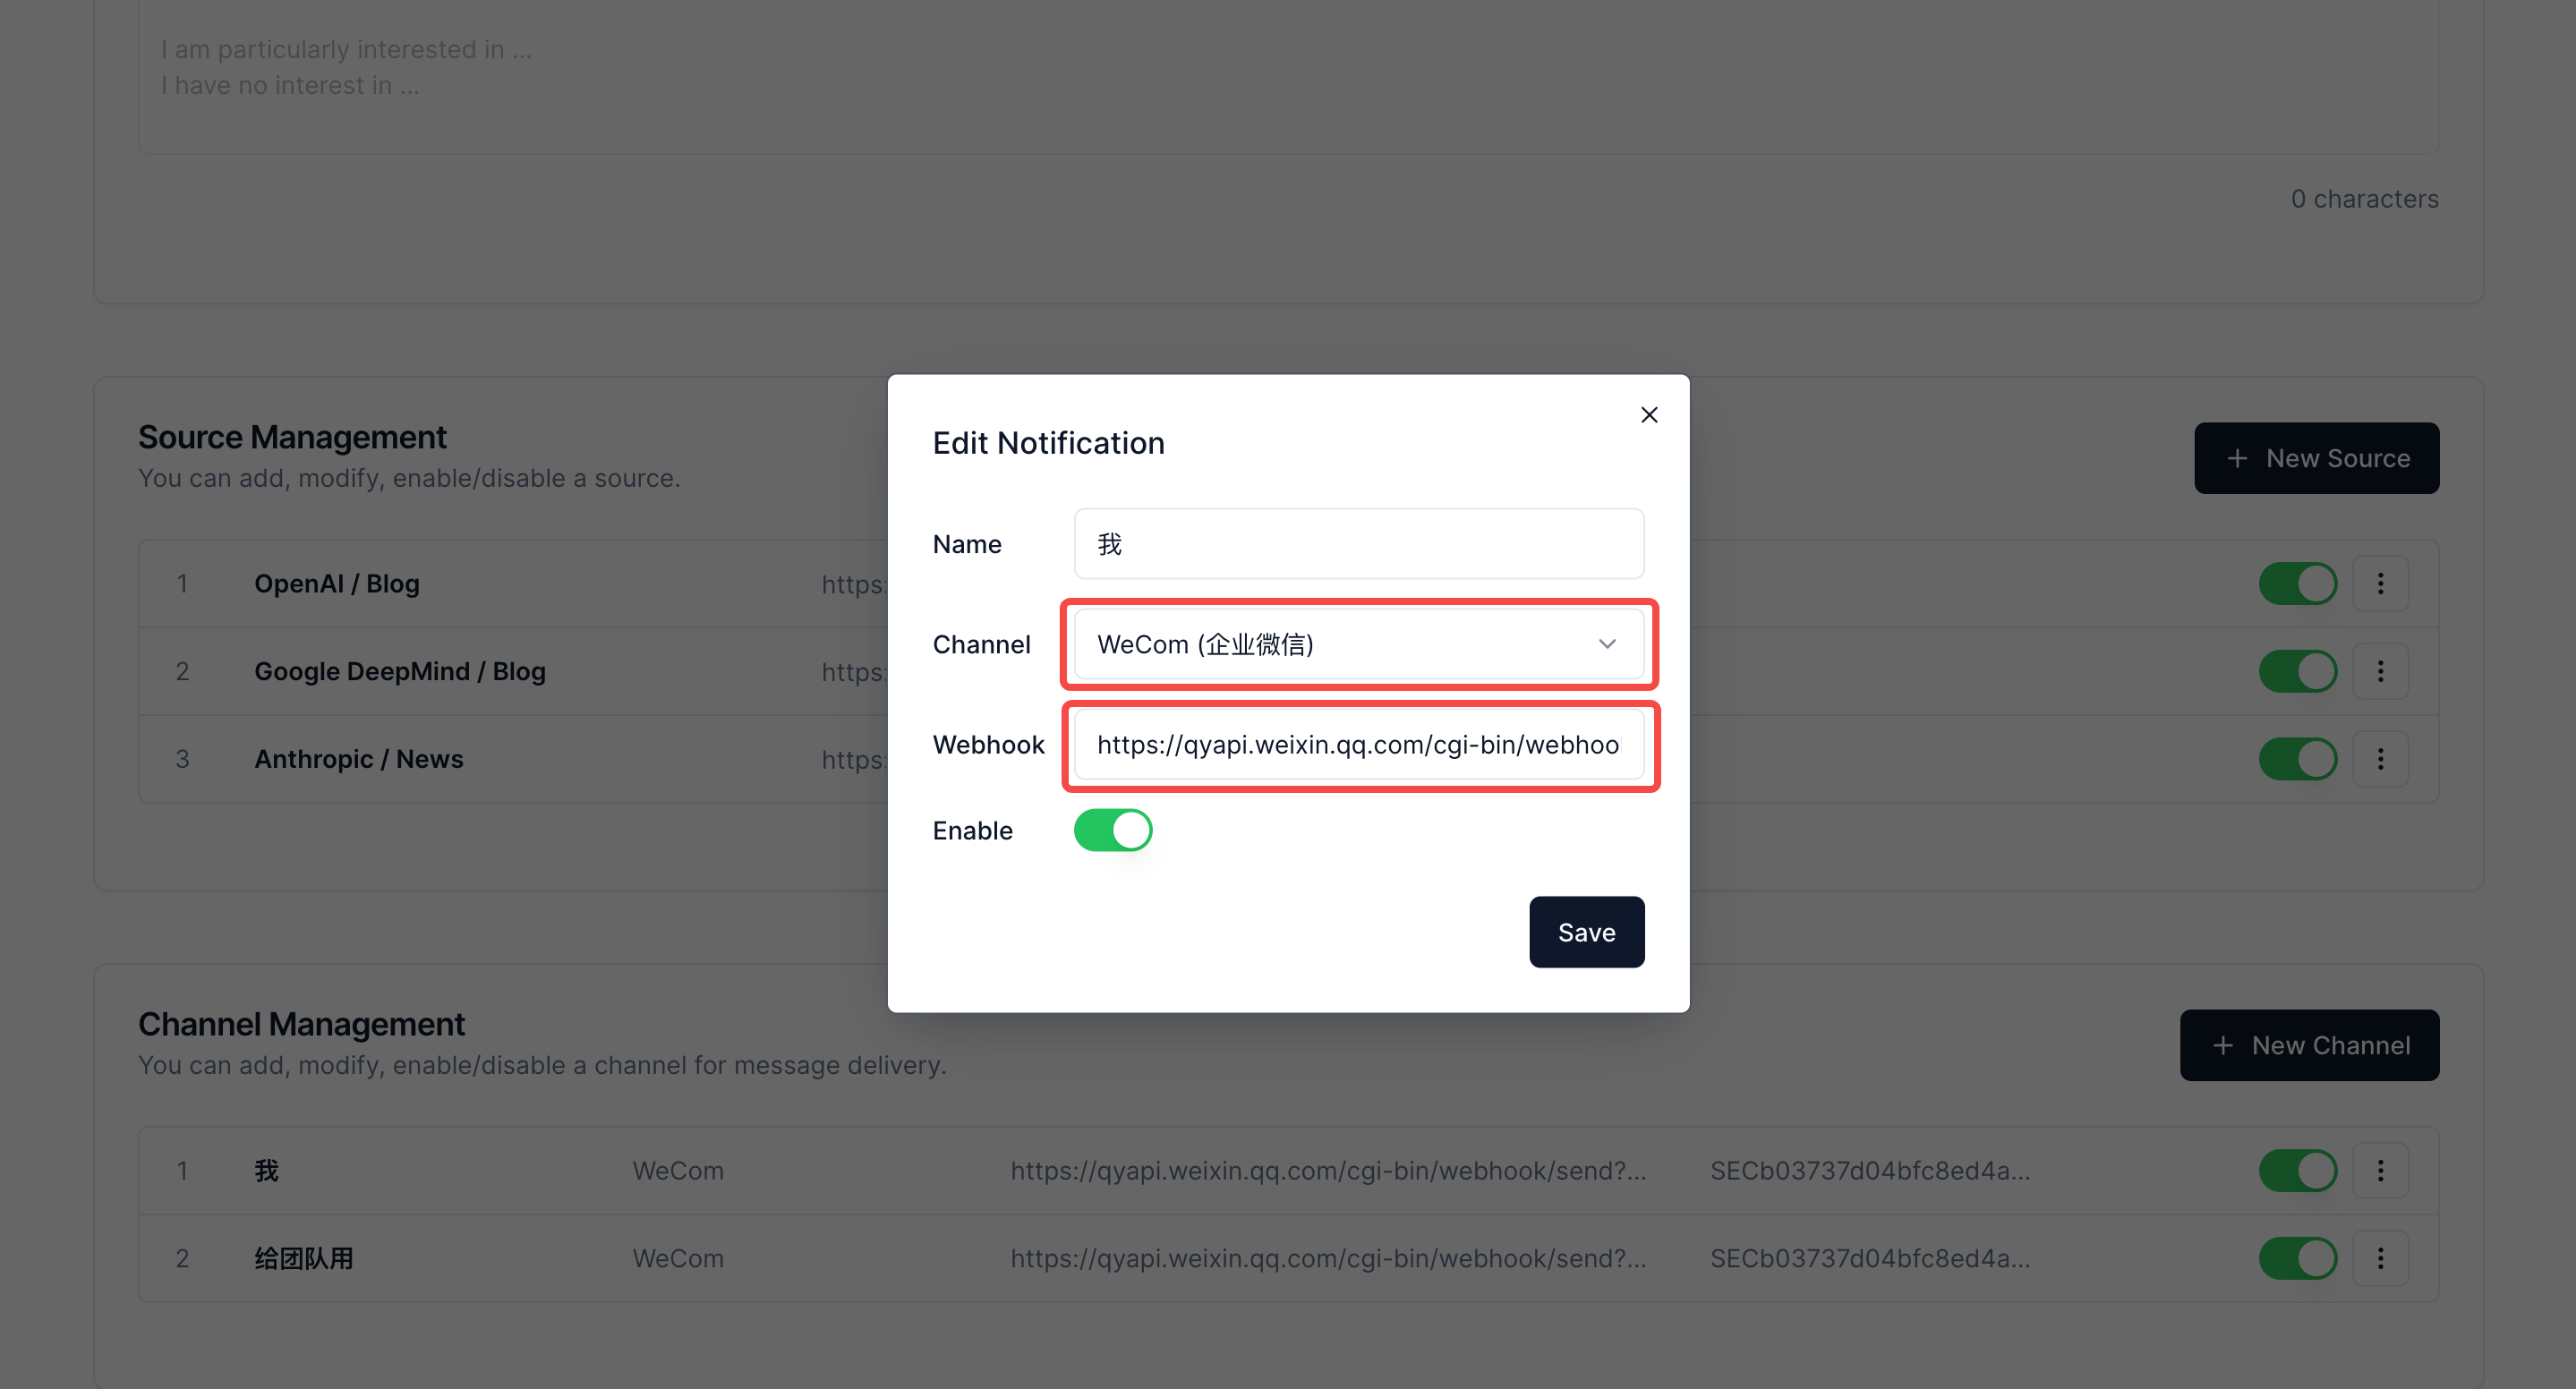 I am particularly interested in ...
I have no interest in ...
0 characters
Source Management
You can add, modify, enable/disable a source.
+ New Source
1 OpenAI / Blog https:
2 Google DeepMind / Blog https:
3 Anthropic / News https:
Edit Notification
Name 我
Channel WeCom (企业微信)
Webhook https://qyapi.weixin.qq.com/cgi-bin/webhoo
Enable
Save
Channel Management
You can add, modify, enable/disable a channel for message delivery.
+ New Channel
1 我 WeCom https://qyapi.weixin.qq.com/cgi-bin/webhook/send?... SECb03737d04bfc8ed4a...
2 给团队用 WeCom https://qyapi.weixin.qq.com/cgi-bin/webhook/send?... SECb03737d04bfc8ed4a...